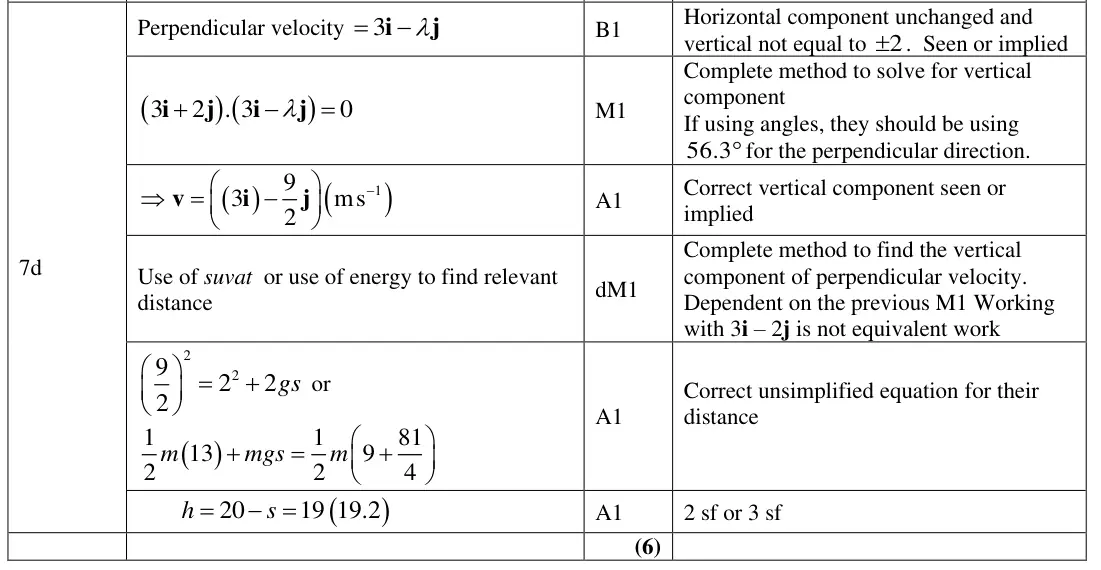 7d
Perpendicular velocity = 3i − λj
B1
Horizontal component unchanged and
vertical not equal to ±2. Seen or implied
(3i + 2j).(3i − λj) = 0
M1
Complete method to solve for vertical
component
If using angles, they should be using
56.3° for the perpendicular direction.
⇒ v = ((3i) − 9/2 j)(m s⁻¹)
A1
Correct vertical component seen or
implied
Use of suvat or use of energy to find relevant
distance
dM1
Complete method to find the vertical
component of perpendicular velocity.
Dependent on the previous M1 Working
with 3i – 2j is not equivalent work
(9/2)² = 2² + 2gs or
1/2 m(13) + mgs = 1/2 m(9 + 81/4)
A1
Correct unsimplified equation for their
distance
h = 20 − s = 19 (19.2)
A1
2 sf or 3 sf
(6)